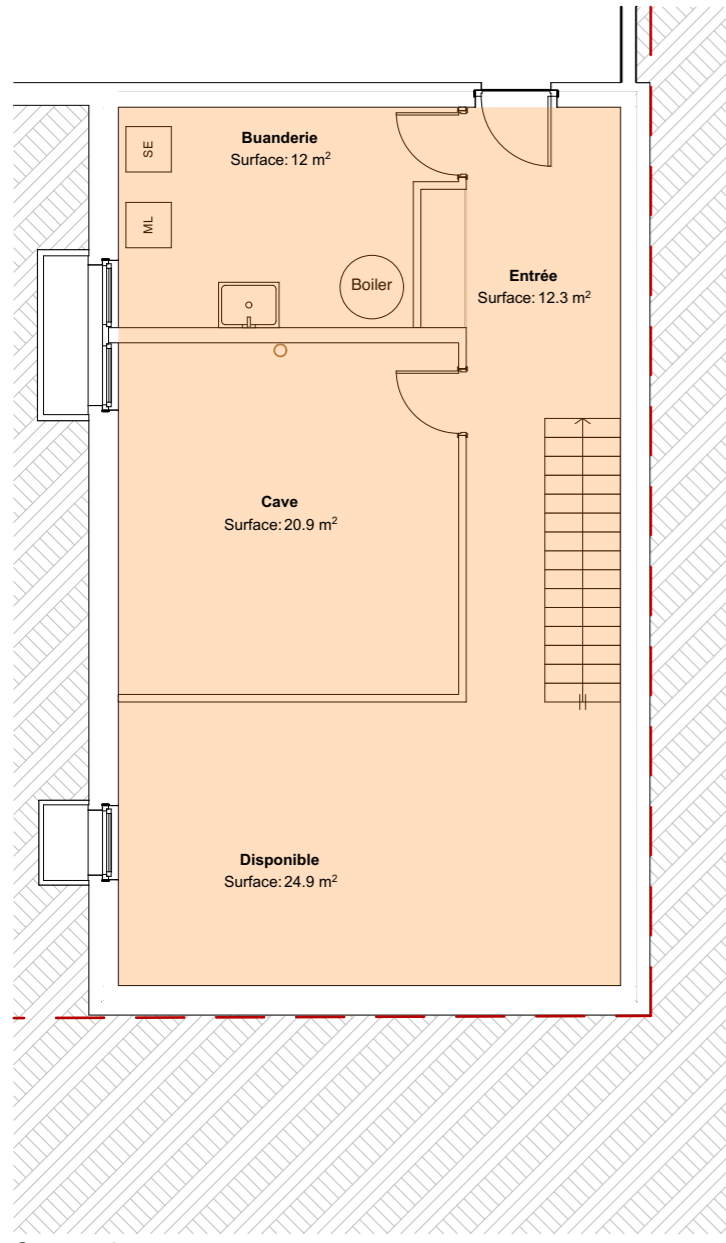 Buanderie
Surface: 12 m²
SE
ML
Boiler
Entrée
Surface: 12.3 m²
Cave
Surface: 20.9 m²
Disponible
Surface: 24.9 m²